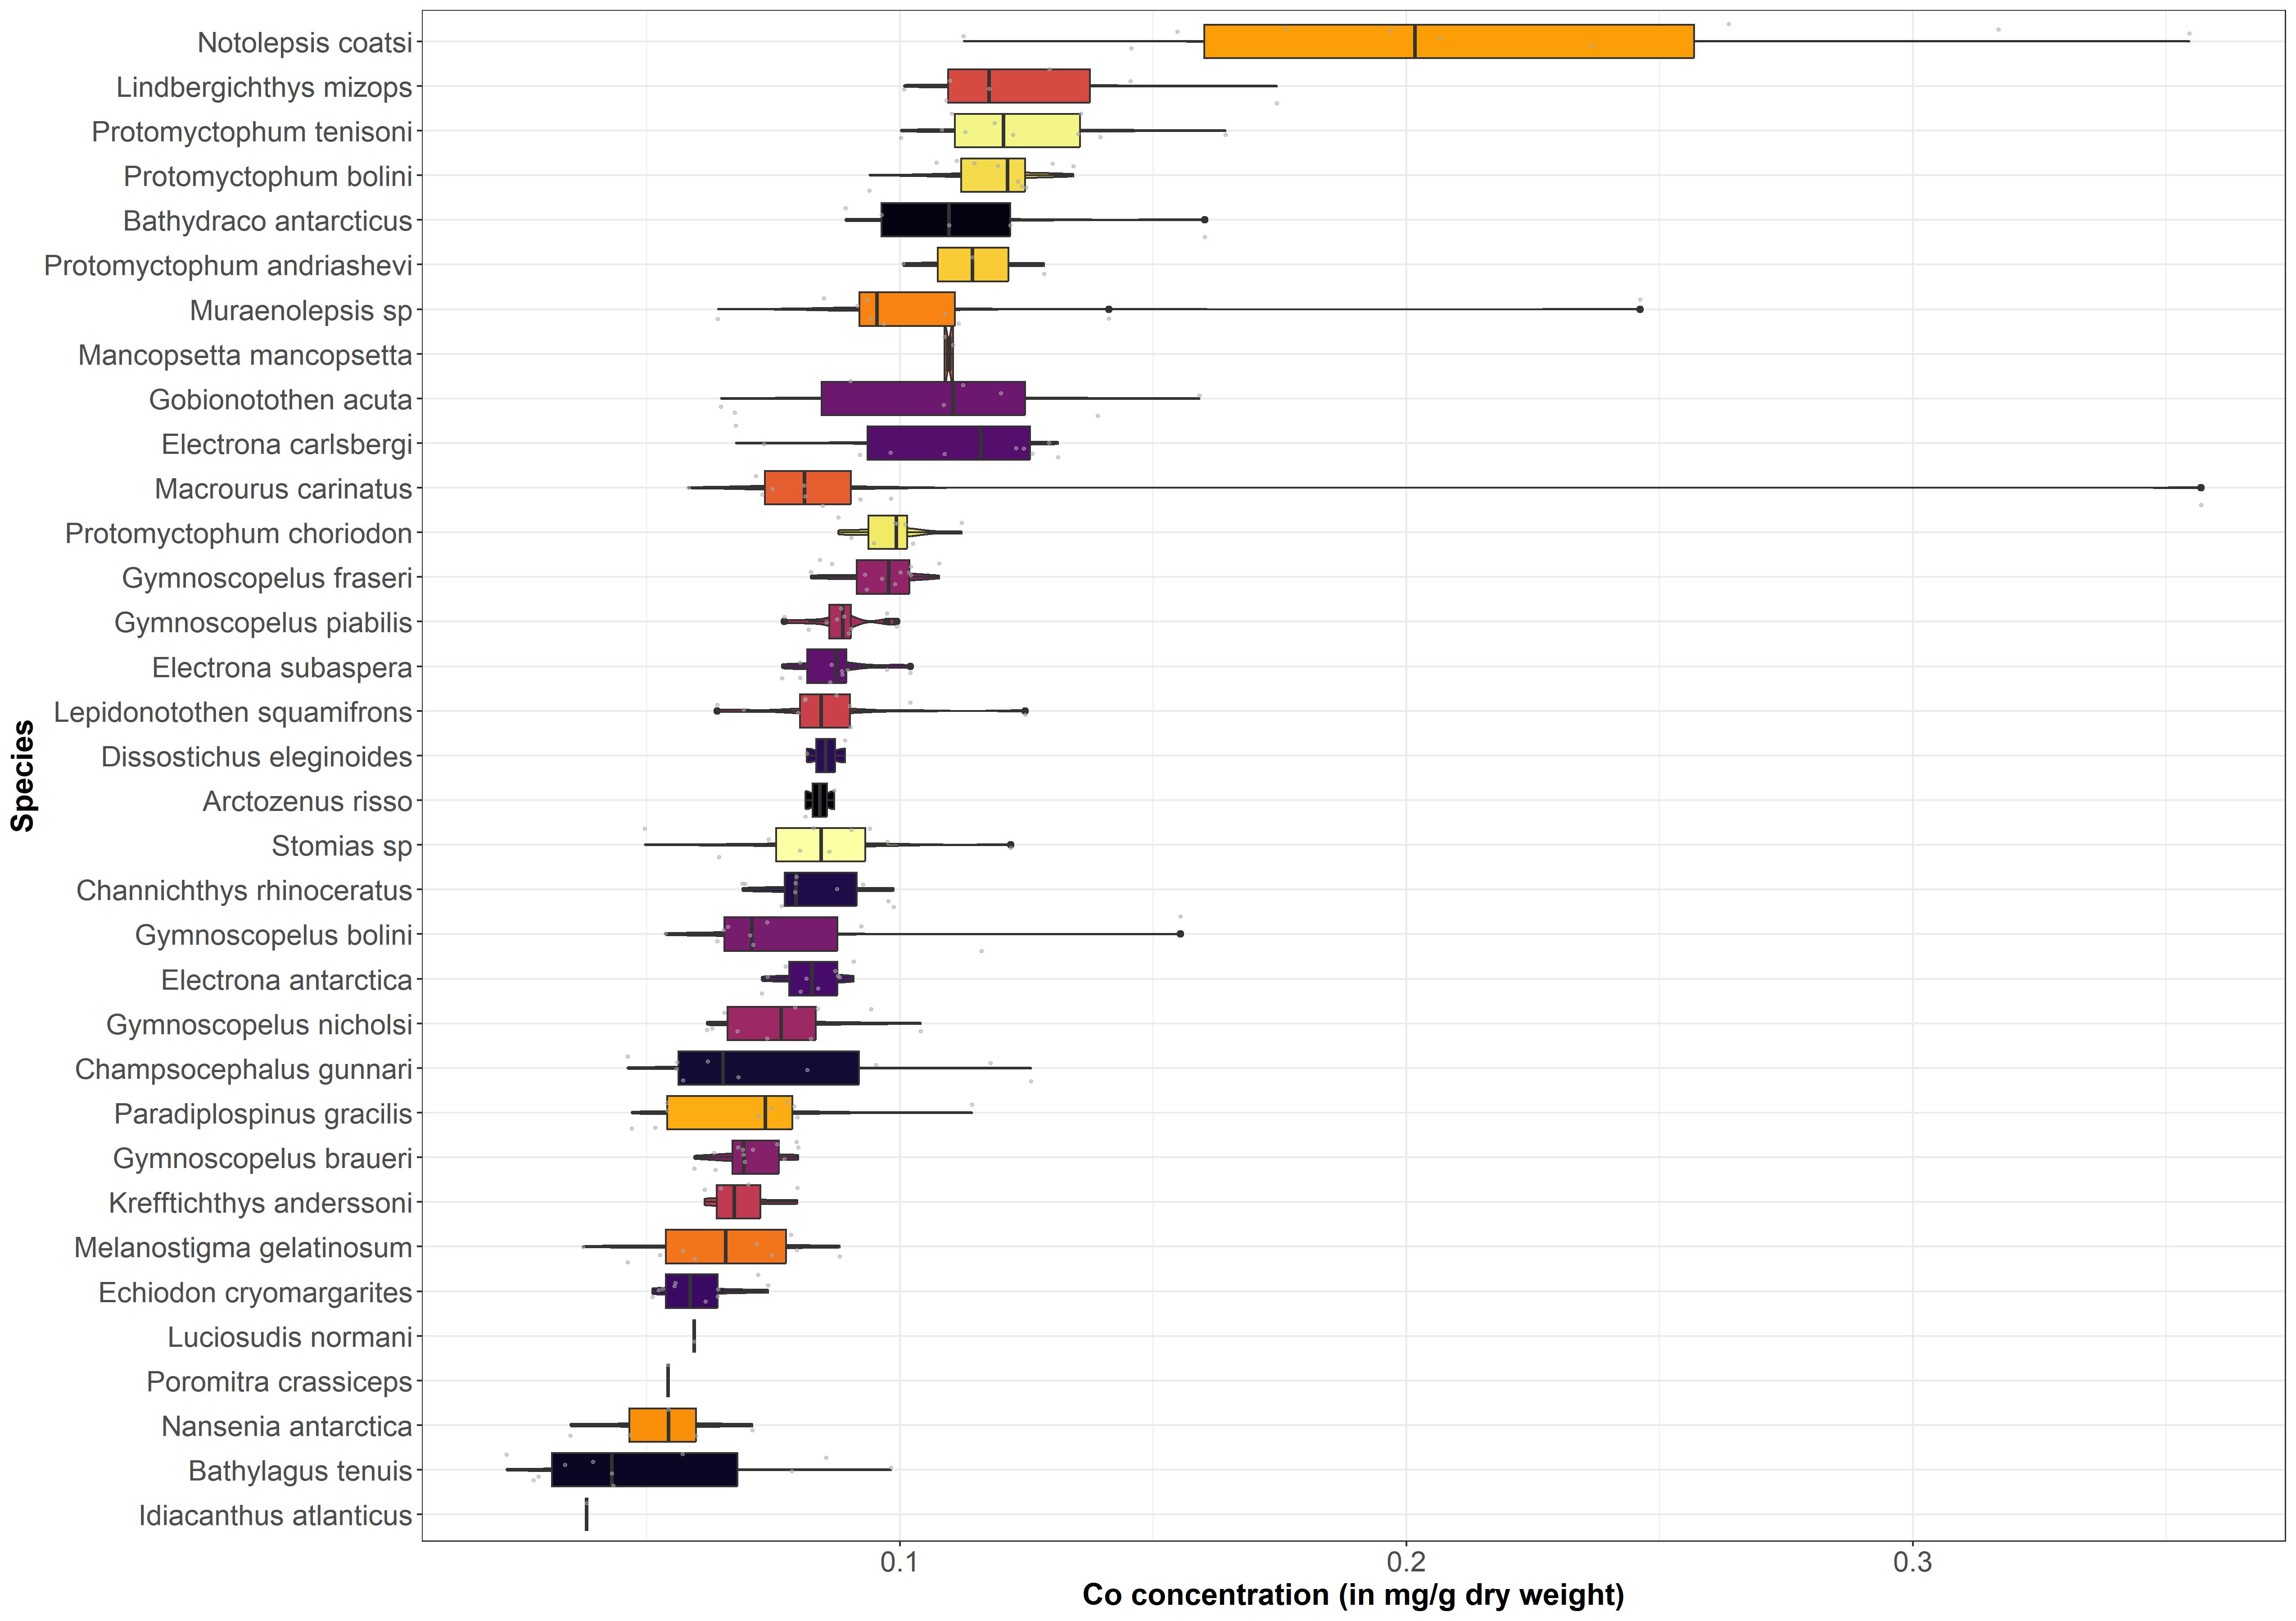 Notolepsis coatsi
Lindbergichthys mizops
Protomyctophum tenisoni
Protomyctophum bolini
Bathydraco antarcticus
Protomyctophum andriashevi
Muraenolepsis sp
Mancopsetta mancopsetta
Gobionotothen acuta
Electrona carlsbergi
Macrourus carinatus
Protomyctophum choriodon
Gymnoscopelus fraseri
Gymnoscopelus piabilis
Electrona subaspera
Lepidonotothen squamifrons
Dissostichus eleginoides
Arctozenus risso
Stomias sp
Channichthys rhinoceratus
Gymnoscopelus bolini
Electrona antarctica
Gymnoscopelus nicholsi
Champsocephalus gunnari
Paradiplospinus gracilis
Gymnoscopelus braueri
Krefftichthys anderssoni
Melanostigma gelatinosum
Echiodon cryomargarites
Luciosudis normani
Poromitra crassiceps
Nansenia antarctica
Bathylagus tenuis
Idiacanthus atlanticus
Species
0.1 0.2 0.3
Co concentration (in mg/g dry weight)